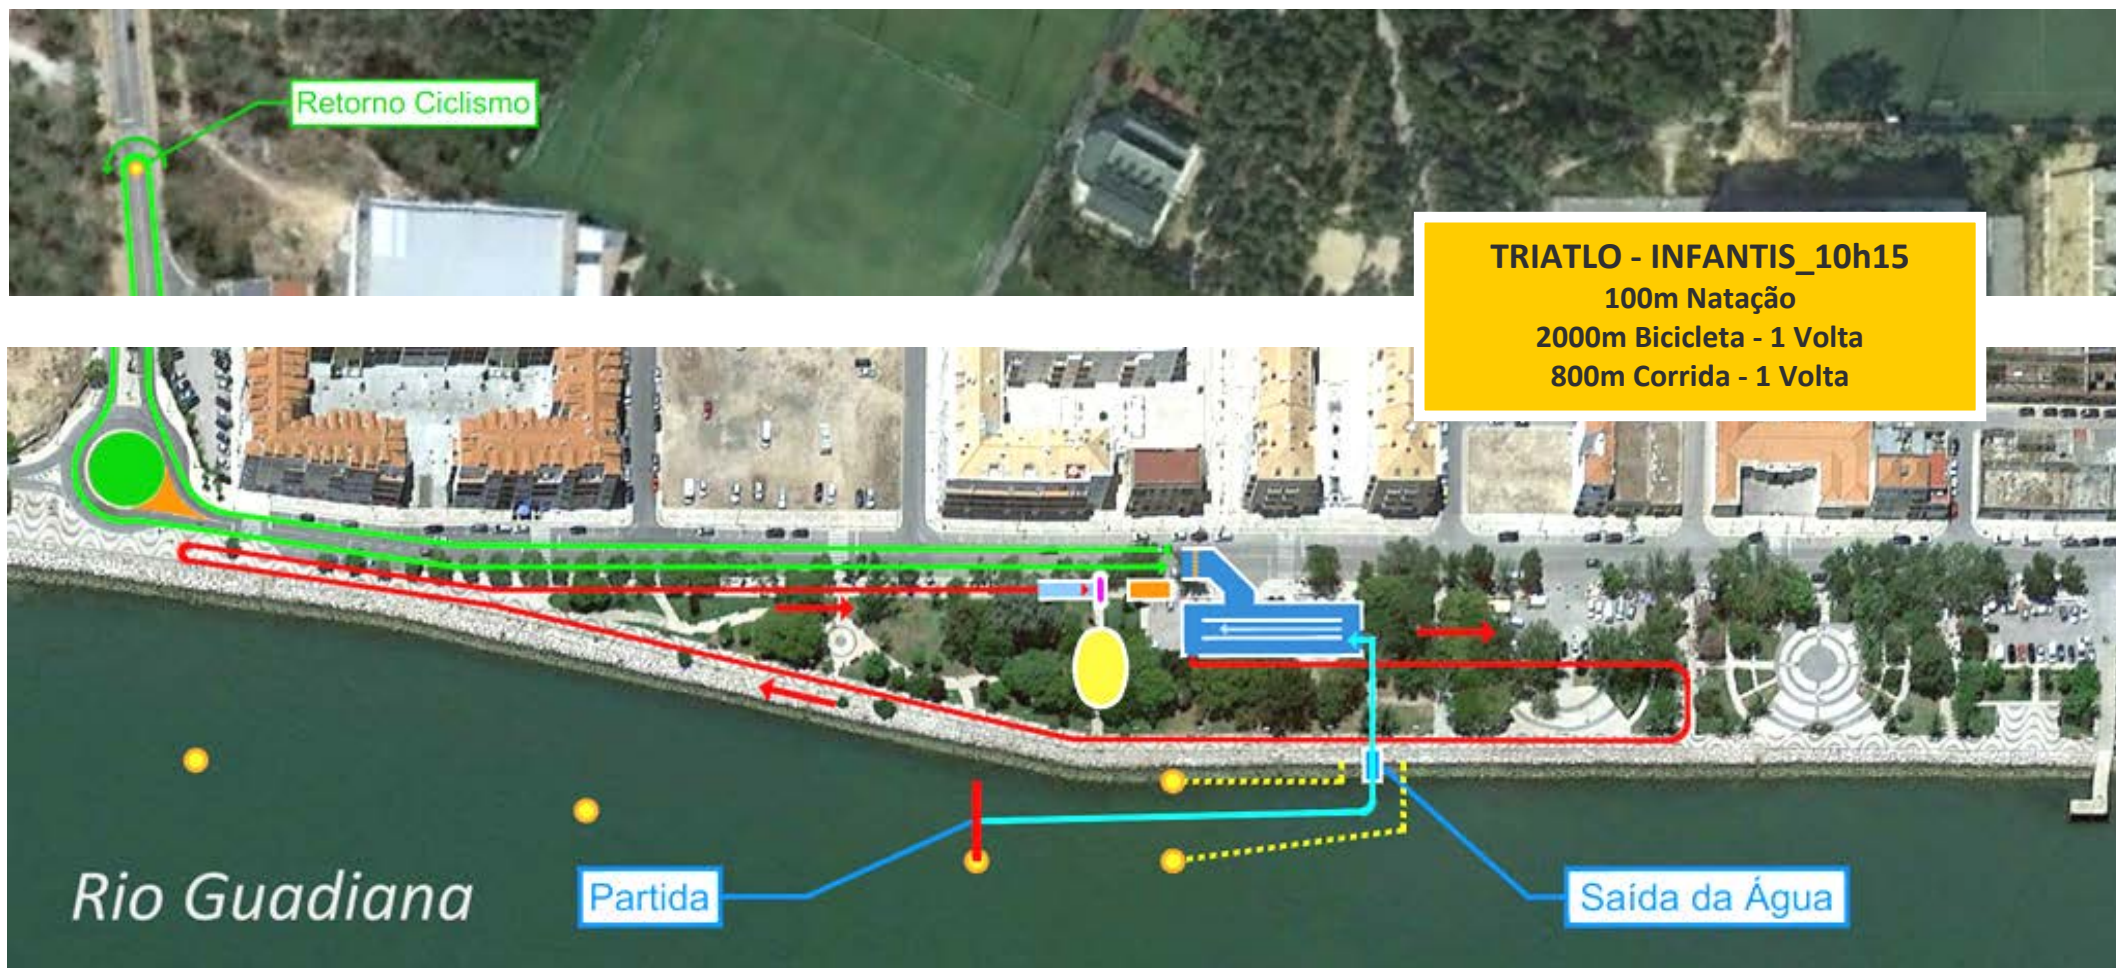 Retorno Ciclismo
TRIATLO - INFANTIS_10h15
100m Natação
2000m Bicicleta - 1 Volta
800m Corrida - 1 Volta
Rio Guadiana
Partida
Saída da Água